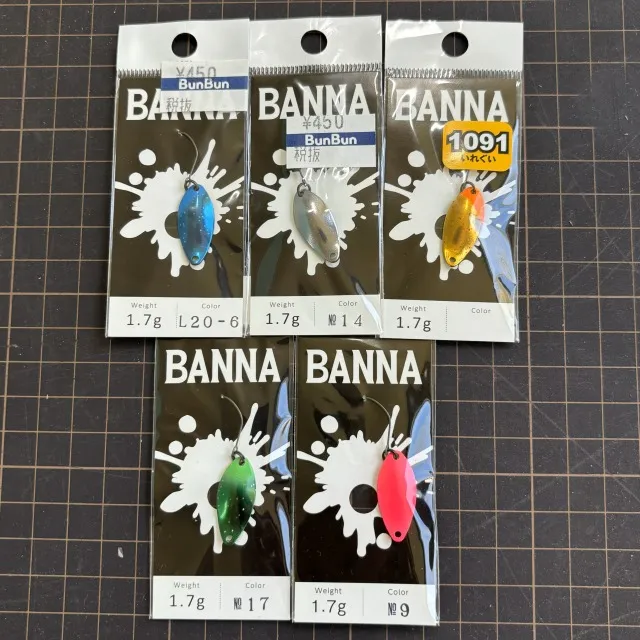 ¥450
BunBun
税抜
BANNA
Weight
1.7g
Color
L20-6
BANNA
¥450
BunBun
税抜
Weight
1.7g
Color
№14
BANNA
1091
いれぐい
Weight
1.7g
Color
BANNA
Weight
1.7g
Color
№17
BANNA
Weight
1.7g
Color
№9